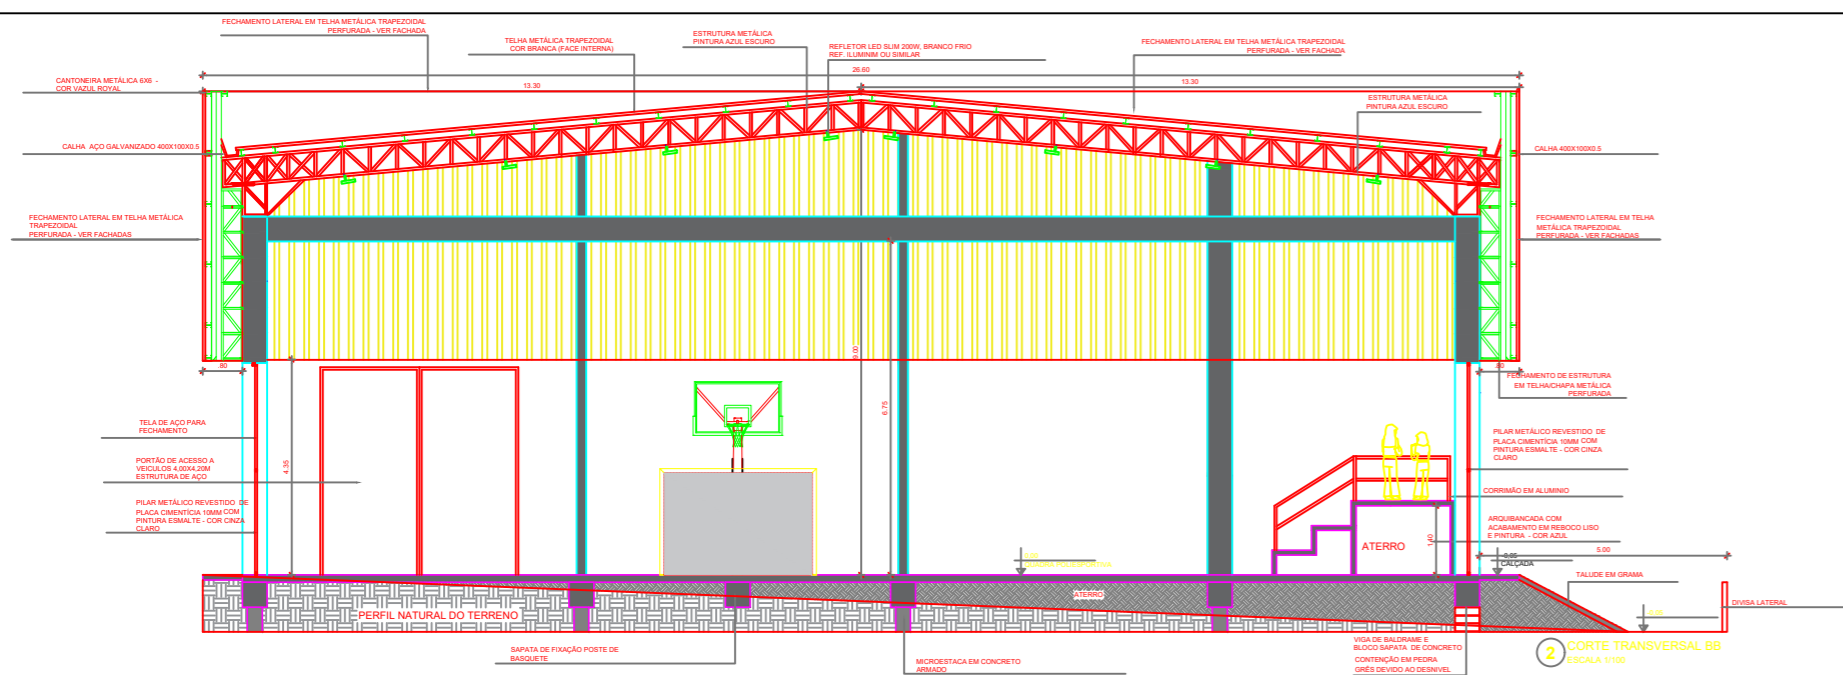 FECHAMENTO LATERAL EM TELHA METÁLICA TRAPEZOIDAL
PERFURADA - VER FACHADA
TELHA METÁLICA TRAPEZOIDAL
COR BRANCA (FACE INTERNA)
ESTRUTURA METÁLICA
PINTURA AZUL ESCURO
REFLETOR LED SLIM 200W, BRANCO FRIO
REF. ILUMINIM OU SIMILAR
FECHAMENTO LATERAL EM TELHA METÁLICA TRAPEZOIDAL
PERFURADA - VER FACHADA
26.60
13.30
13.30
CANTONEIRA METÁLICA 6X6 -
COR VAZUL ROYAL
ESTRUTURA METÁLICA
PINTURA AZUL ESCURO
CALHA AÇO GALVANIZADO 400X100X0.5
CALHA 400X100X0.5
FECHAMENTO LATERAL EM TELHA METÁLICA
TRAPEZOIDAL
PERFURADA - VER FACHADAS
FECHAMENTO LATERAL EM TELHA
METÁLICA TRAPEZOIDAL
PERFURADA - VER FACHADAS
9.00
6.75
4.35
.80
.80
FECHAMENTO DE ESTRUTURA
EM TELHA/CHAPA METÁLICA
PERFURADA
TELA DE AÇO PARA
FECHAMENTO
PORTÃO DE ACESSO A
VEICULOS 4,00X4,20M
ESTRUTURA DE AÇO
PILAR METÁLICO REVESTIDO DE
PLACA CIMENTÍCIA 10MM COM
PINTURA ESMALTE - COR CINZA
CLARO
PILAR METÁLICO REVESTIDO DE
PLACA CIMENTÍCIA 10MM COM
PINTURA ESMALTE - COR CINZA
CLARO
CORRIMÃO EM ALUMINIO
ARQUIBANCADA COM
ACABAMENTO EM REBOCO LISO
E PINTURA - COR AZUL
1.40
ATERRO
5.00
QUADRA POLIESPORTIVA
-0,05
CALÇADA
TALUDE EM GRAMA
DIVISA LATERAL
ATERRO
PERFIL NATURAL DO TERRENO
SAPATA DE FIXAÇÃO POSTE DE
BASQUETE
MICROESTACA EM CONCRETO
ARMADO
VIGA DE BALDRAME E
BLOCO SAPATA DE CONCRETO
CONTENÇÃO EM PEDRA
GRÊS DEVIDO AO DESNIVEL
2
CORTE TRANSVERSAL BB
ESCALA 1/100